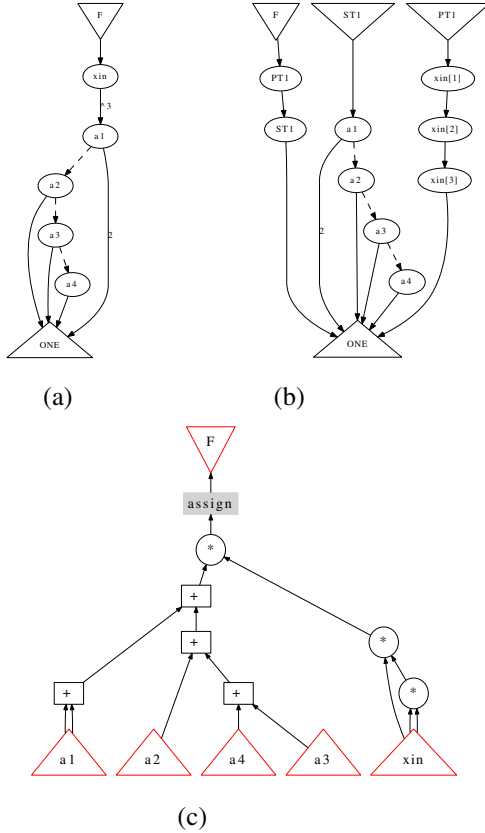 F
xin
^3
a1
a2
a3
2
a4
ONE
(a)
F ST1 PT1
PT1 xin[1]
ST1 a1 xin[2]
a2 xin[3]
2 a3
a4
ONE
(b)
F
assign
*
+
+ *
+ + *
a1 a2 a4 a3 xin
(c)